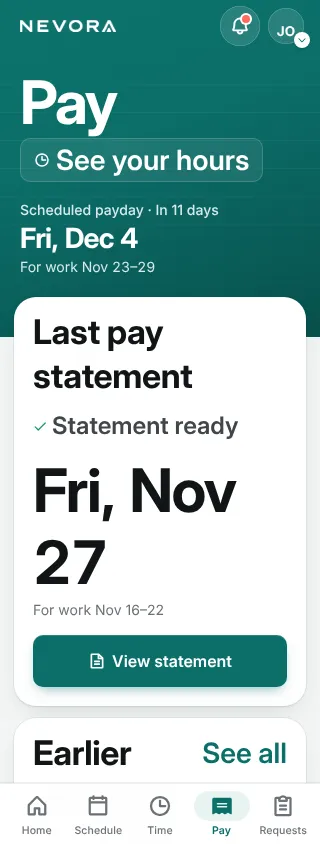 NEVORA
JO
Pay
See your hours
Scheduled payday · In 11 days
Fri, Dec 4
For work Nov 23–29
Last pay
statement
Statement ready
Fri, Nov
27
For work Nov 16–22
View statement
Earlier
See all
Home
Schedule
Time
Pay
Requests